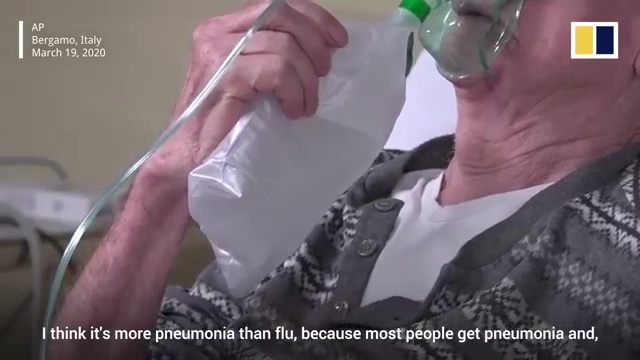 AP
Bergamo, Italy
March 19, 2020
I think it's more pneumonia than flu, because most people get pneumonia and,